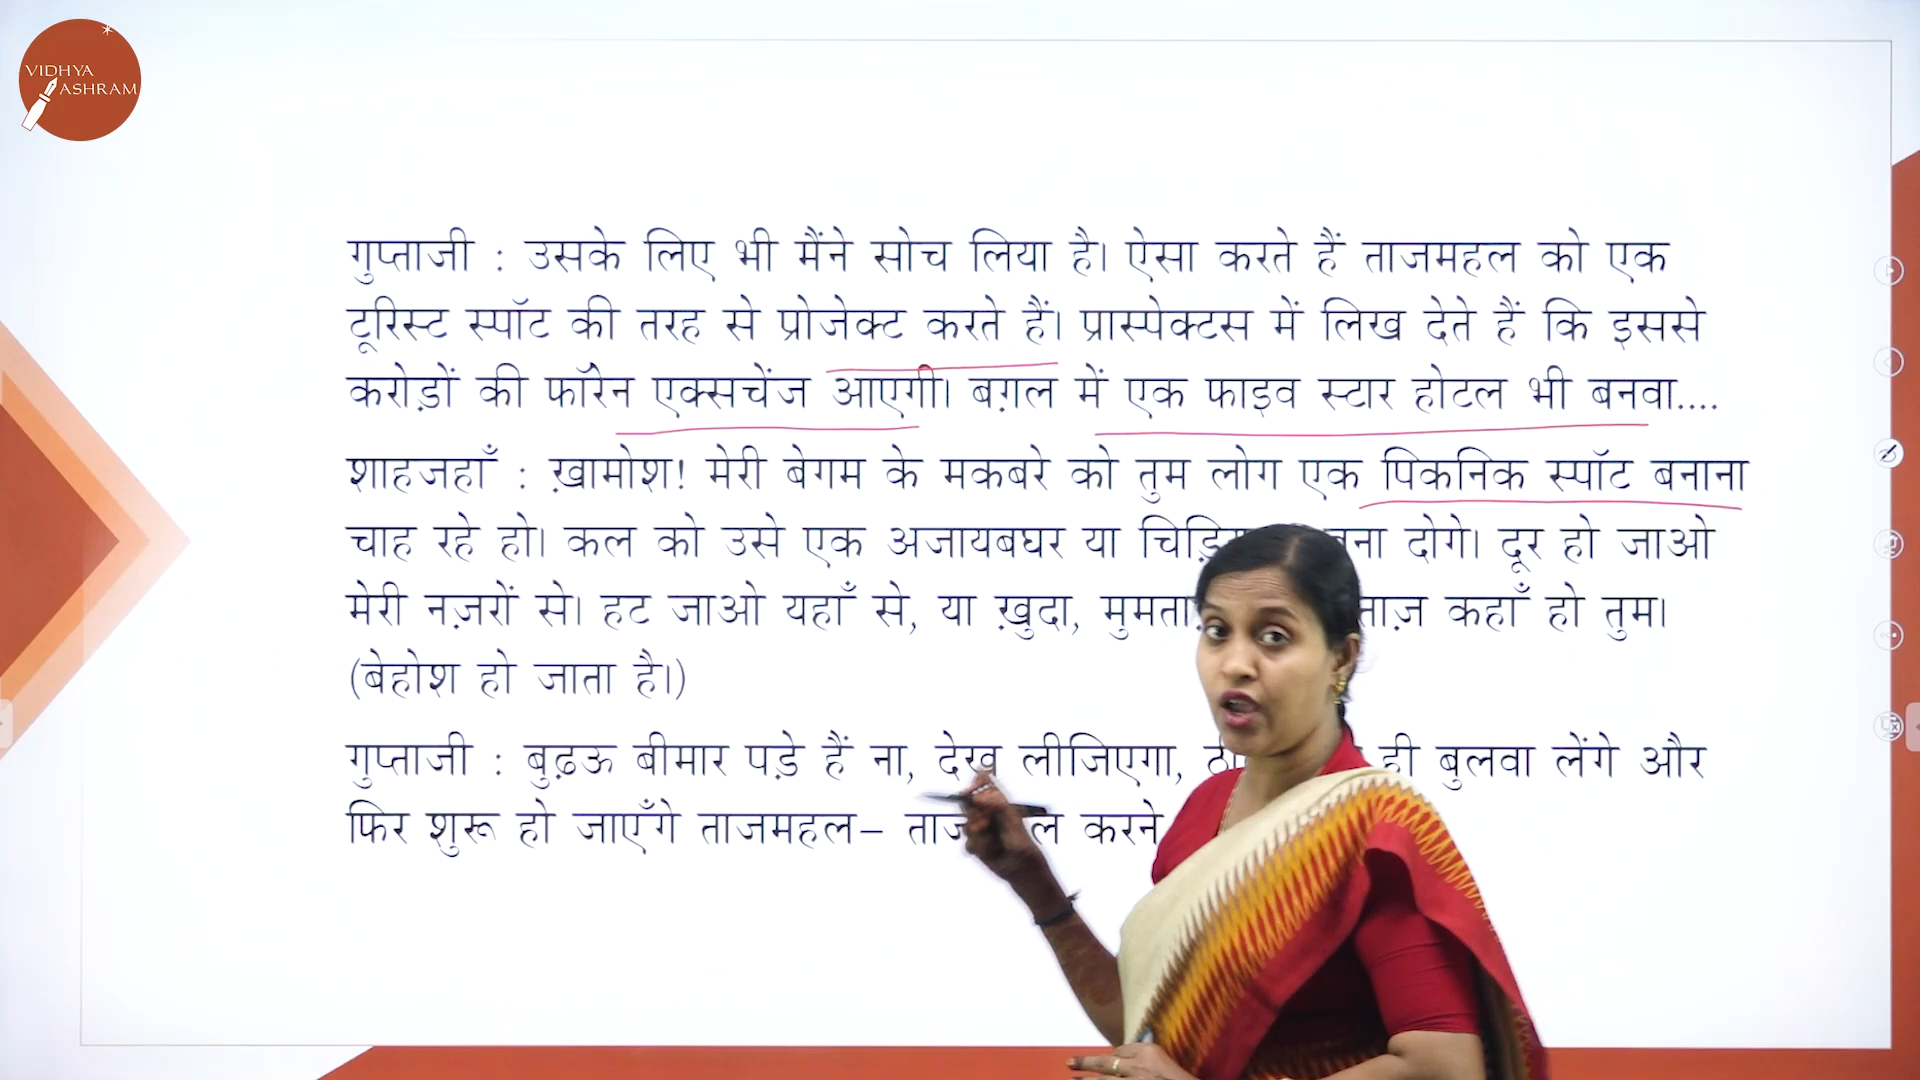 VIDHYA
ASHRAM
गुप्ताजी : उसके लिए भी मैंने सोच लिया है। ऐसा करते हैं ताजमहल को एक
टूरिस्ट स्पॉट की तरह से प्रोजेक्ट करते हैं। प्रास्पेक्टस में लिख देते हैं कि इससे
करोड़ों की फॉरेन एक्सचेंज आएगी। बग़ल में एक फाइव स्टार होटल भी बनवा....
शाहजहाँ : ख़ामोश! मेरी बेगम के मकबरे को तुम लोग एक पिकनिक स्पॉट बनाना
चाह रहे हो। कल को उसे एक अजायबघर या दोगे। दूर हो जाओ
मेरी नज़रों से। हट जाओ यहाँ से, या ख़ुदा, कहाँ हो तुम।
(बेहोश हो जाता है।)
गुप्ताजी : बुढ़ऊ बीमार पड़े हैं ना, देख लीजिएगा, ही बुलवा लेंगे और
फिर शुरू हो जाएँगे ताजमहल– करने